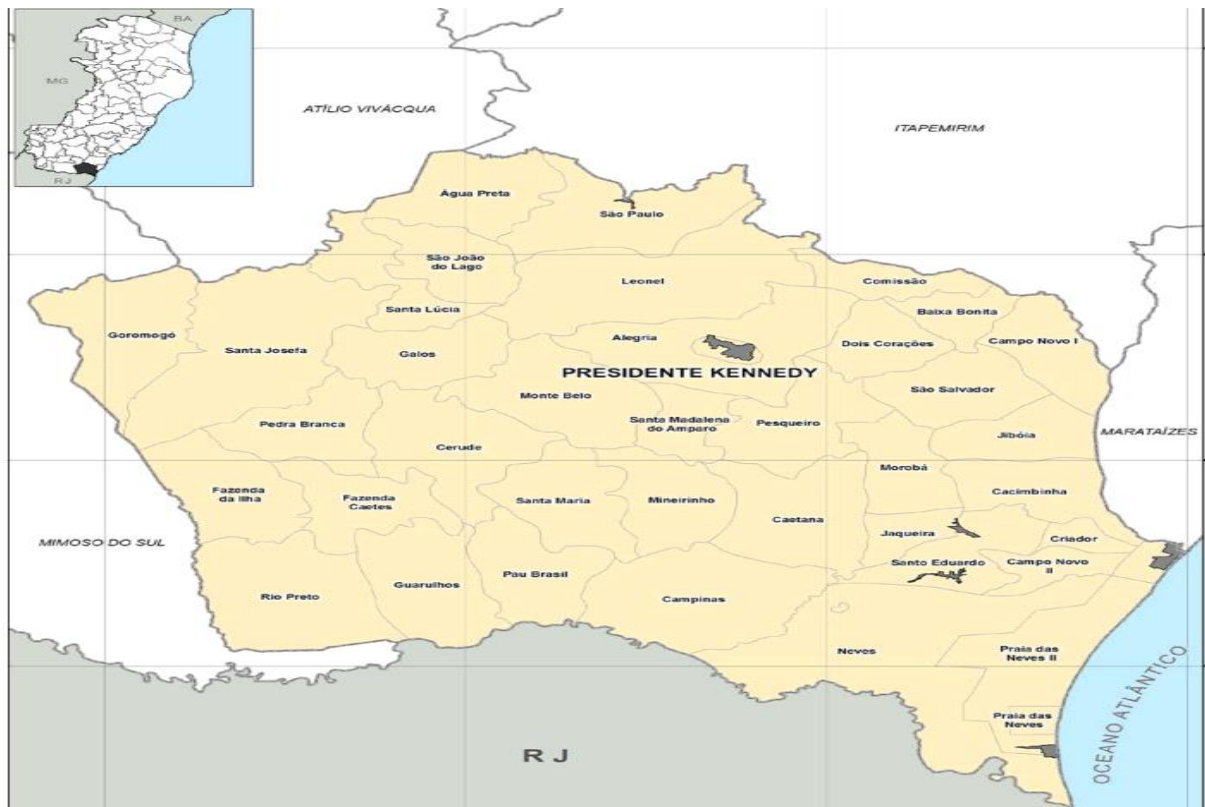 BA
MG
RJ
ATÍLIO VIVÁCQUA
ITAPEMIRIM
Água Preta
São Paulo
São João
do Lago
Leonel
Comissão
Santa Lúcia
Baixa Bonita
Goromogó
Santa Josefa
Galos
Alegria
Dois Corações
Campo Novo I
PRESIDENTE KENNEDY
Monte Belo
São Salvador
Pedra Branca
Santa Madalena
do Amparo
Pesqueiro
MARATAÍZES
Cerude
Jibóia
Morobá
Fazenda
da Ilha
Fazenda
Caetes
Santa Maria
Mineirinho
Cacimbinha
Caetana
MIMOSO DO SUL
Jaqueira
Criador
Santo Eduardo
Campo Novo
II
Rio Preto
Guarulhos
Pau Brasil
Campinas
Neves
Praia das
Neves II
Praia das
Neves
OCEANO ATLÂNTICO
RJ